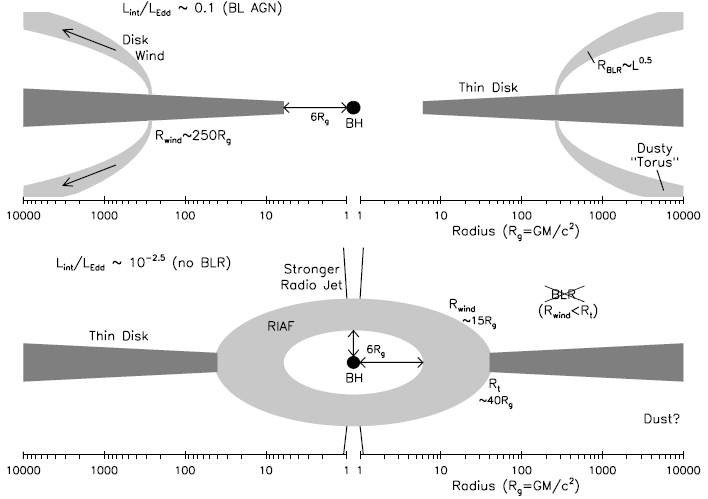 L_int/L_Edd ~ 0.1 (BL AGN)
Disk
Wind
R_BLR~L^0.5
Thin Disk
6R_g
BH
R_wind~250R_g
Dusty
"Torus"
10000 1000 100 10 1 1 10 100 1000 10000
Radius (R_g=GM/c²)
L_int/L_Edd ~ 10^-2.5 (no BLR)
Stronger
Radio Jet
BLR
R_wind
~15R_g
(R_wind<R_t)
RIAF
Thin Disk
6R_g
BH
R_t
~40R_g
Dust?
10000 1000 100 10 1 1 10 100 1000 10000
Radius (R_g=GM/c²)